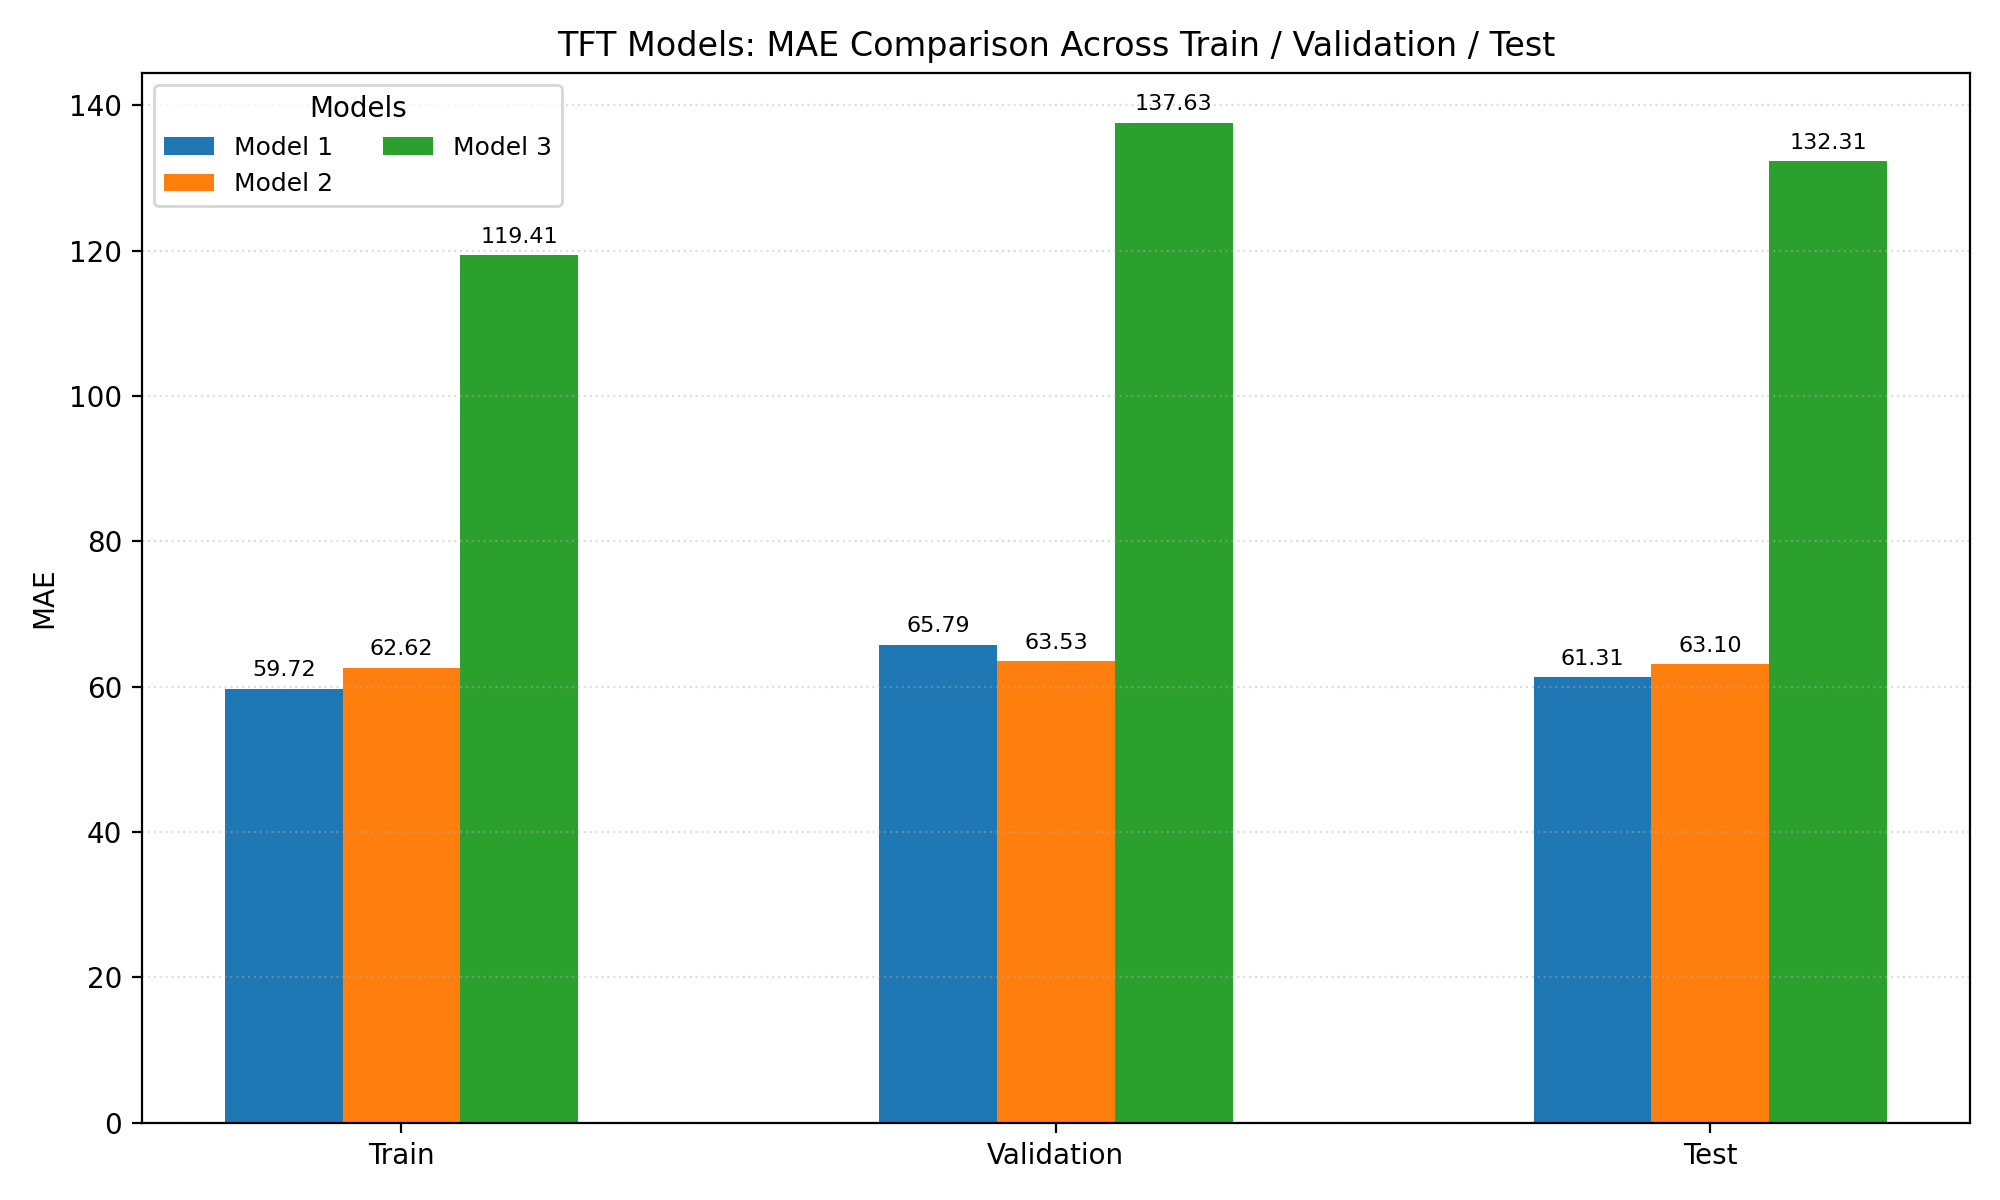 TFT Models: MAE Comparison Across Train / Validation / Test
Models
Model 1
Model 2
Model 3
MAE
140
120
100
80
60
40
20
0
59.72
62.62
119.41
65.79
63.53
137.63
61.31
63.10
132.31
Train
Validation
Test